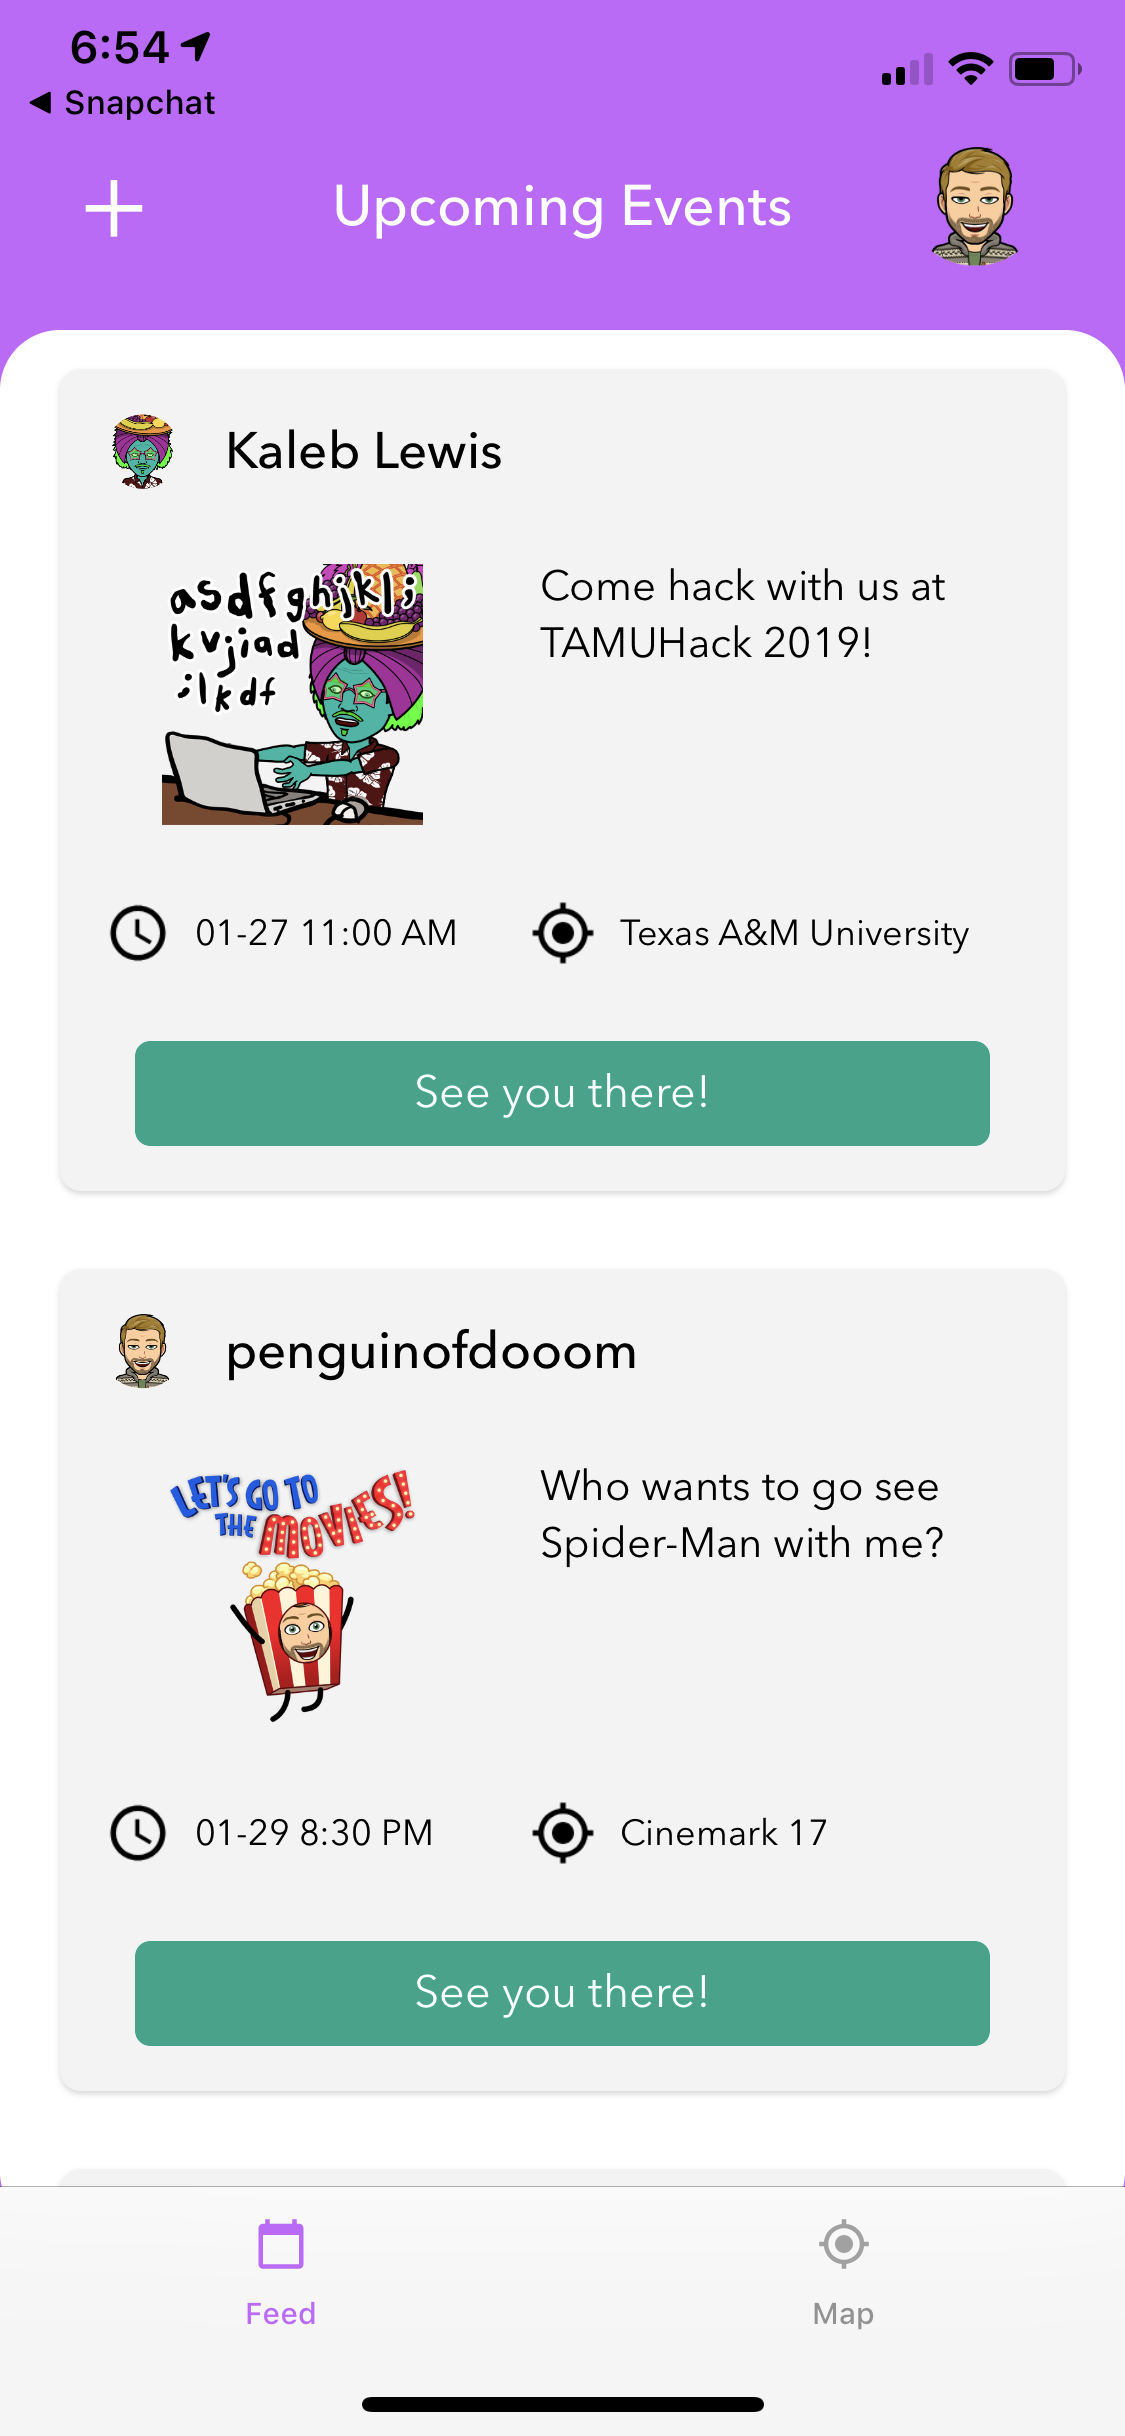 6:54
Snapchat
Upcoming Events
Kaleb Lewis
asdfghjkl;
kvjiad
;lkdf
Come hack with us at
TAMUHack 2019!
01-27 11:00 AM
Texas A&M University
See you there!
penguinofdooom
LET'S GO TO
THE MOVIES!
Who wants to go see
Spider-Man with me?
01-29 8:30 PM
Cinemark 17
See you there!
Feed
Map